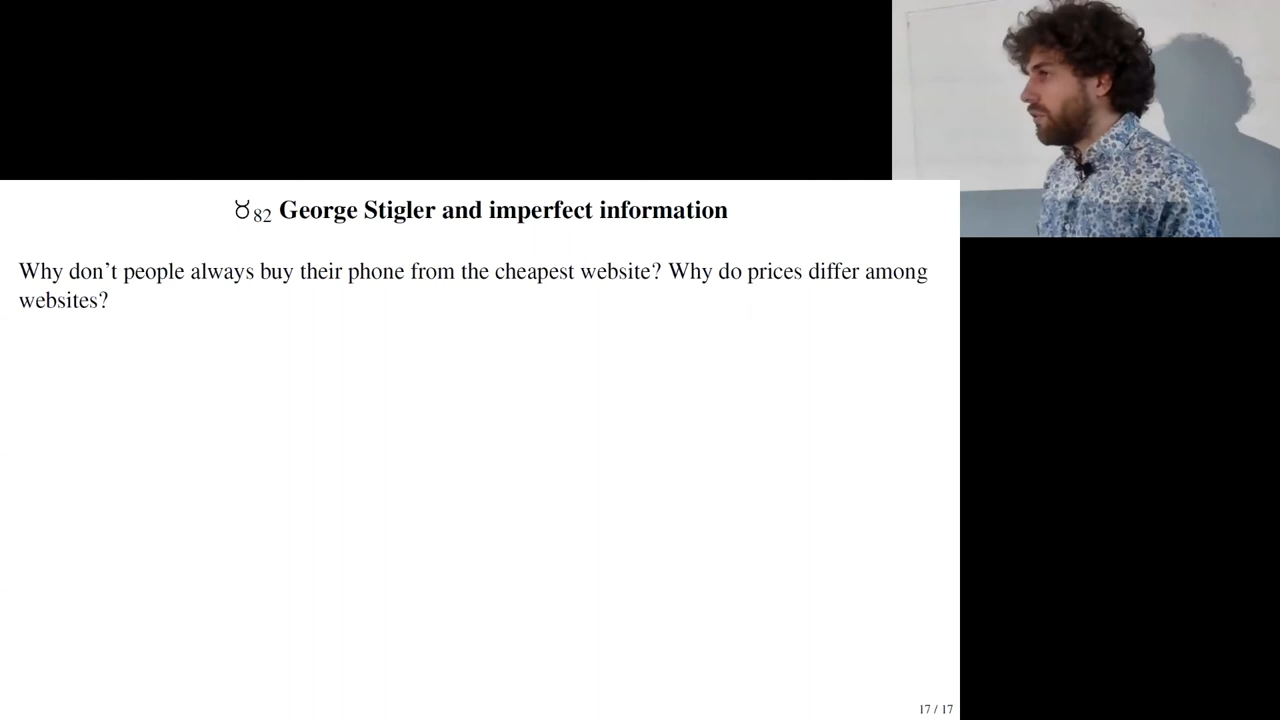 ♉82 George Stigler and imperfect information
Why don't people always buy their phone from the cheapest website? Why do prices differ among
websites?
17 / 17